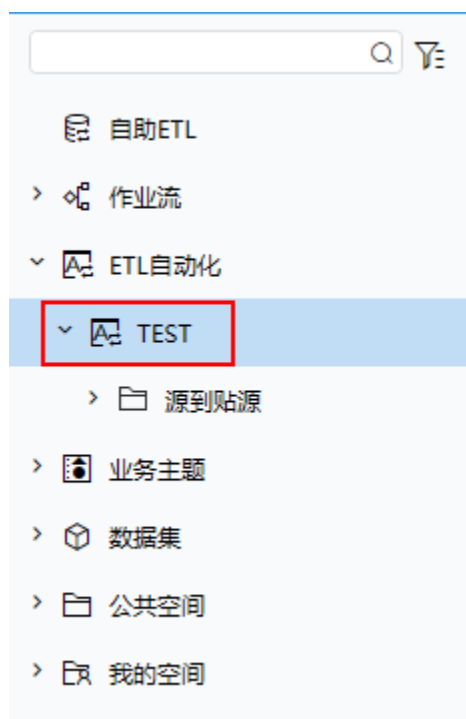 自助ETL
作业流
ETL自动化
TEST
源到贴源
业务主题
数据集
公共空间
我的空间